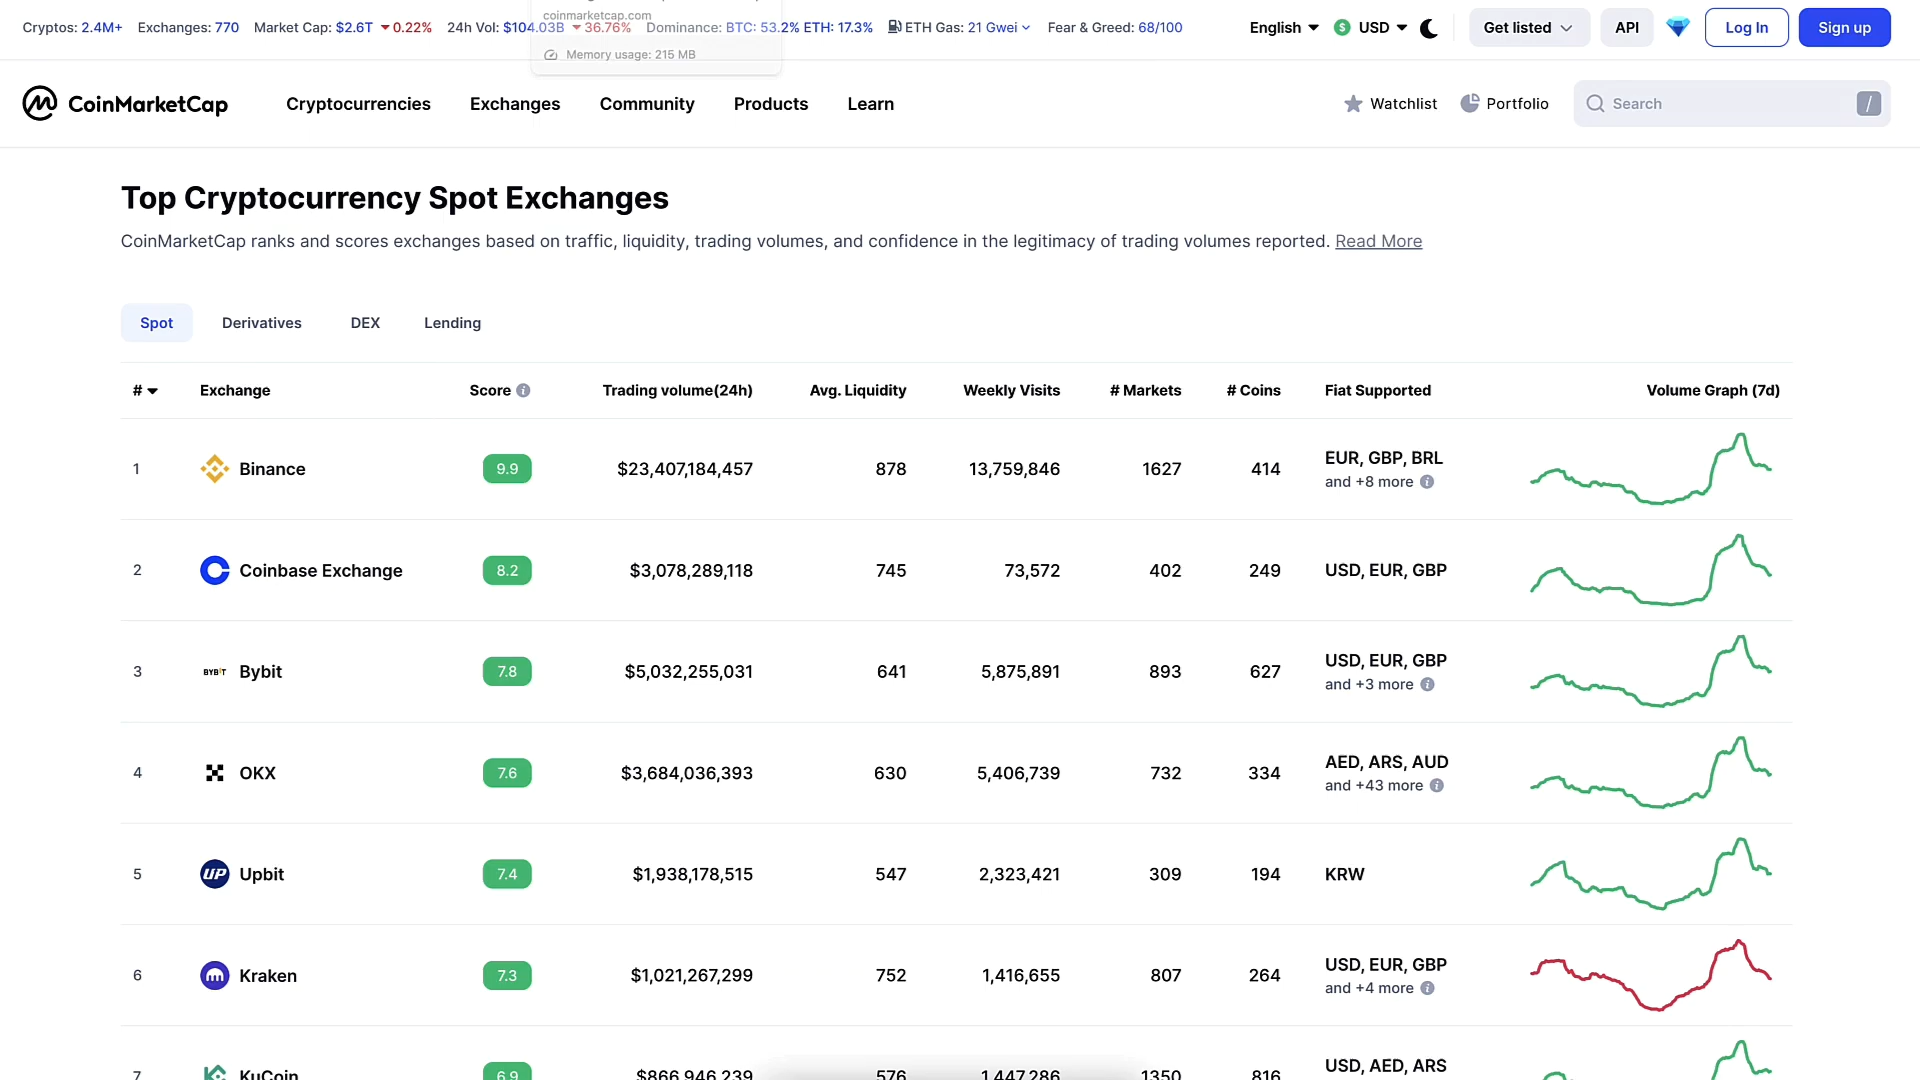 Cryptos: 2.4M+ Exchanges: 770 Market Cap: $2.6T 0.22% 24h Vol: $104.03B 36.76% Dominance: BTC: 53.2% ETH: 17.3% ETH Gas: 21 Gwei Fear & Greed: 68/100 English USD Get listed API Log In Sign up
coinmarketcap.com
Memory usage: 215 MB
CoinMarketCap Cryptocurrencies Exchanges Community Products Learn Watchlist Portfolio Search /
Top Cryptocurrency Spot Exchanges
CoinMarketCap ranks and scores exchanges based on traffic, liquidity, trading volumes, and confidence in the legitimacy of trading volumes reported. Read More
Spot Derivatives DEX Lending
# Exchange Score Trading volume(24h) Avg. Liquidity Weekly Visits # Markets # Coins Fiat Supported Volume Graph (7d)
1 Binance 9.9 $23,407,184,457 878 13,759,846 1627 414 EUR, GBP, BRL
and +8 more
2 Coinbase Exchange 8.2 $3,078,289,118 745 73,572 402 249 USD, EUR, GBP
3 BYBIT Bybit 7.8 $5,032,255,031 641 5,875,891 893 627 USD, EUR, GBP
and +3 more
4 OKX 7.6 $3,684,036,393 630 5,406,739 732 334 AED, ARS, AUD
and +43 more
5 UP Upbit 7.4 $1,938,178,515 547 2,323,421 309 194 KRW
6 Kraken 7.3 $1,021,267,299 752 1,416,655 807 264 USD, EUR, GBP
and +4 more
7 KuCoin 6.9 $866,946,239 576 1,447,286 1350 816 USD, AED, ARS